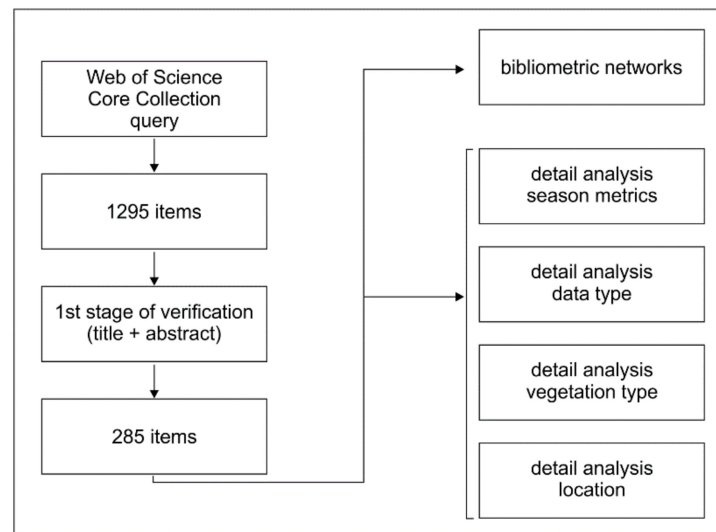 Web of Science
Core Collection
query
1295 items
1st stage of verification
(title + abstract)
285 items
bibliometric networks
detail analysis
season metrics
detail analysis
data type
detail analysis
vegetation type
detail analysis
location